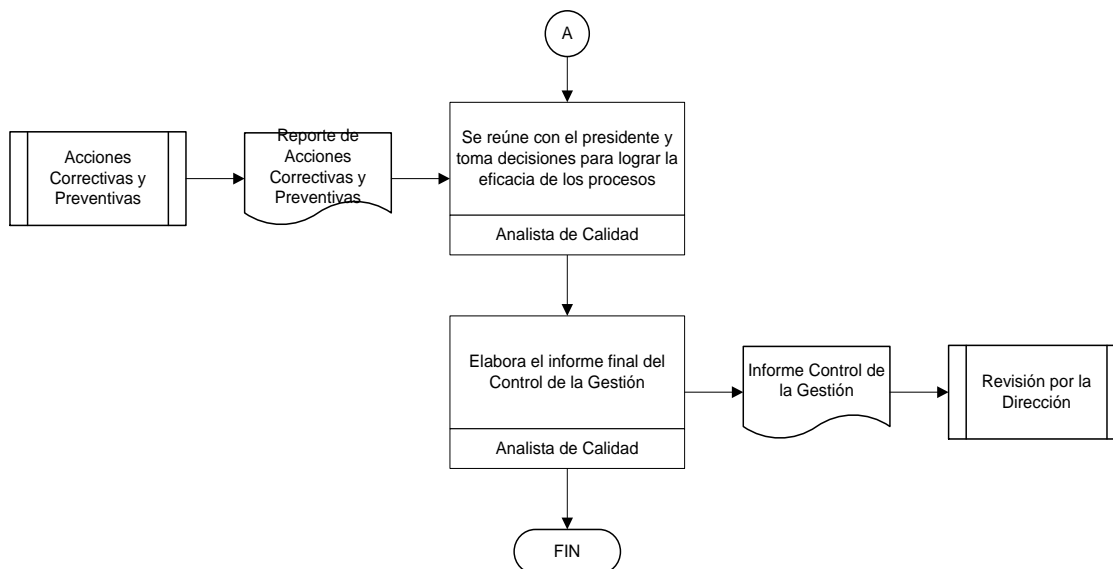 A
Se reúne con el presidente y
toma decisiones para lograr la
eficacia de los procesos
Analista de Calidad
Acciones
Correctivas y
Preventivas
Reporte de
Acciones
Correctivas y
Preventivas
Elabora el informe final del
Control de la Gestión
Analista de Calidad
Informe Control de
la Gestión
Revisión por la
Dirección
FIN